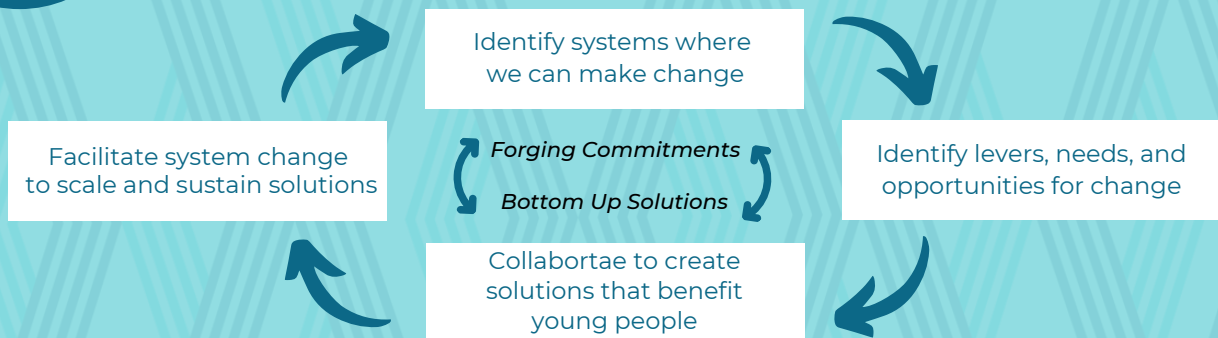 Identify systems where
we can make change
Facilitate system change
to scale and sustain solutions
Forging Commitments
Bottom Up Solutions
Identify levers, needs, and
opportunities for change
Collabortae to create
solutions that benefit
young people